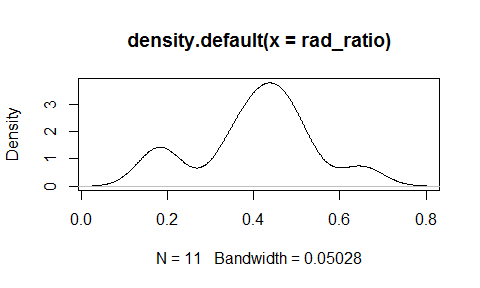 density.default(x = rad_ratio)
Density
0 1 2 3
0.0 0.2 0.4 0.6 0.8
N = 11 Bandwidth = 0.05028